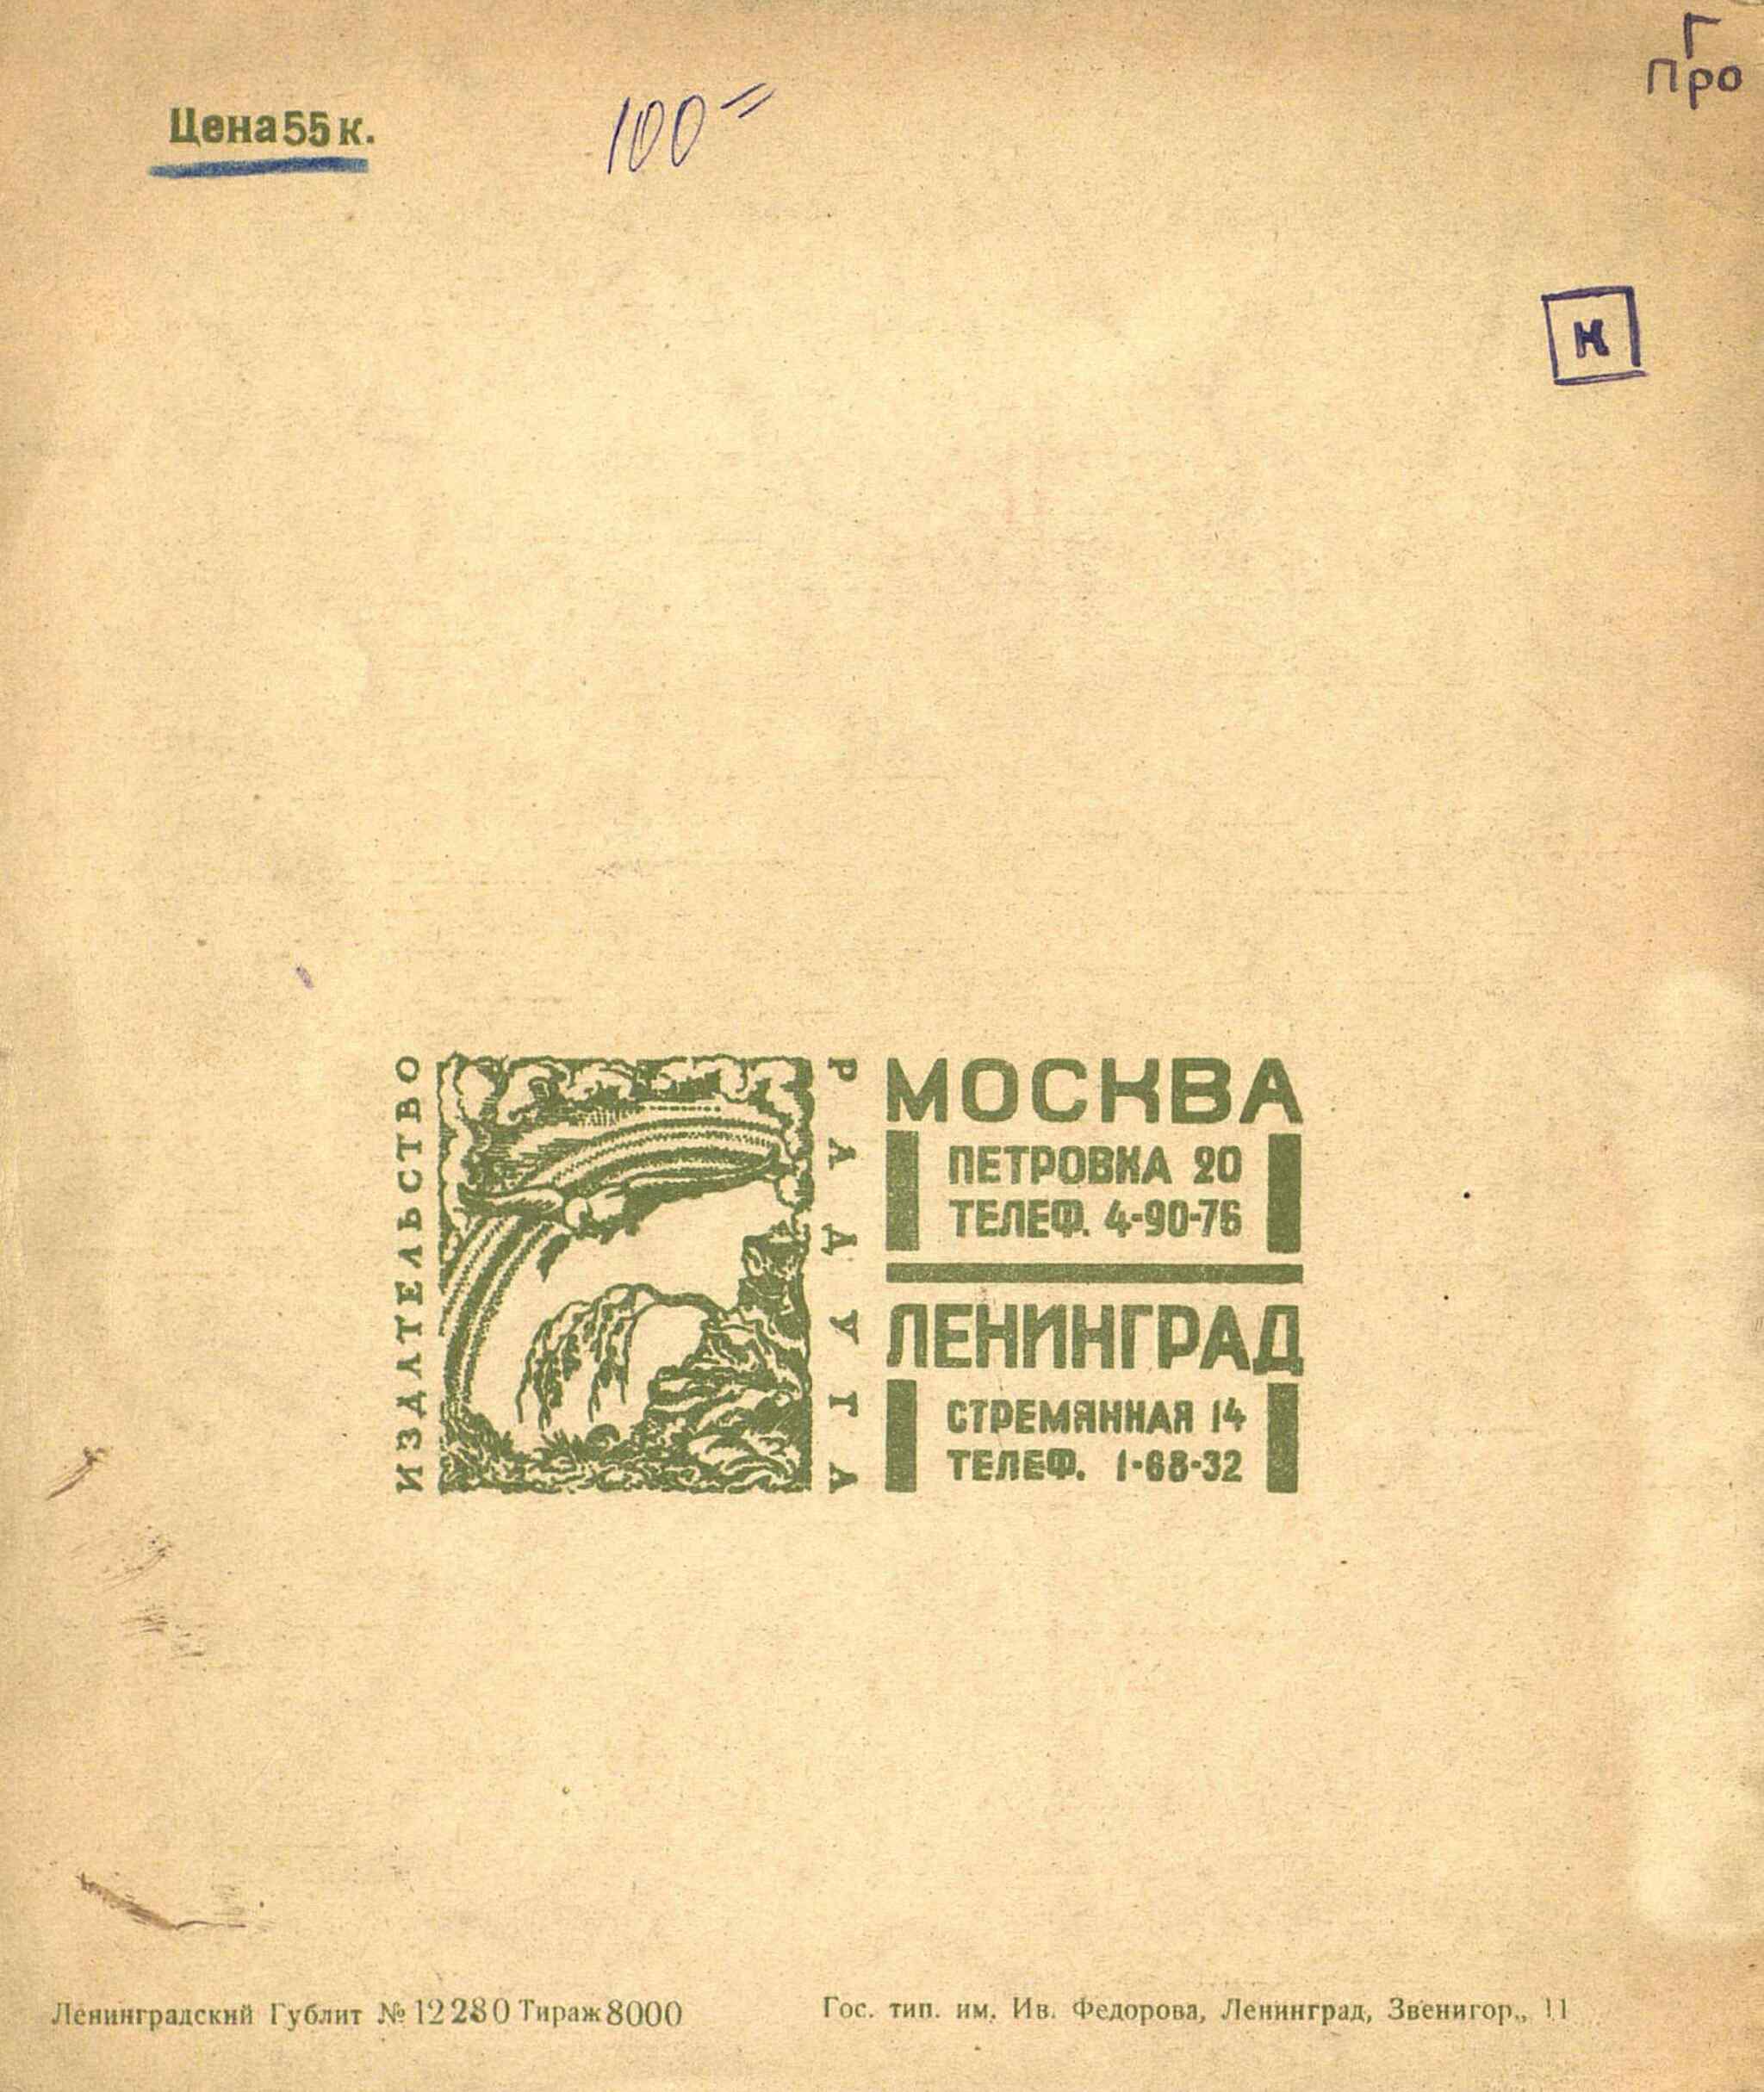 Г
Про
Цена 55 к.
100=
К
ИЗДАТЕЛЬСТВО
РАДУГА
МОСКВА
ПЕТРОВКА 20
ТЕЛЕФ. 4-90-76
ЛЕНИНГРАД
СТРЕМЯННАЯ 14
ТЕЛЕФ. 1-68-32
Ленинградский Гублит № 12280 Тираж 8000
Гос. тип. им. Ив. Федорова, Ленинград, Звенигор., 11